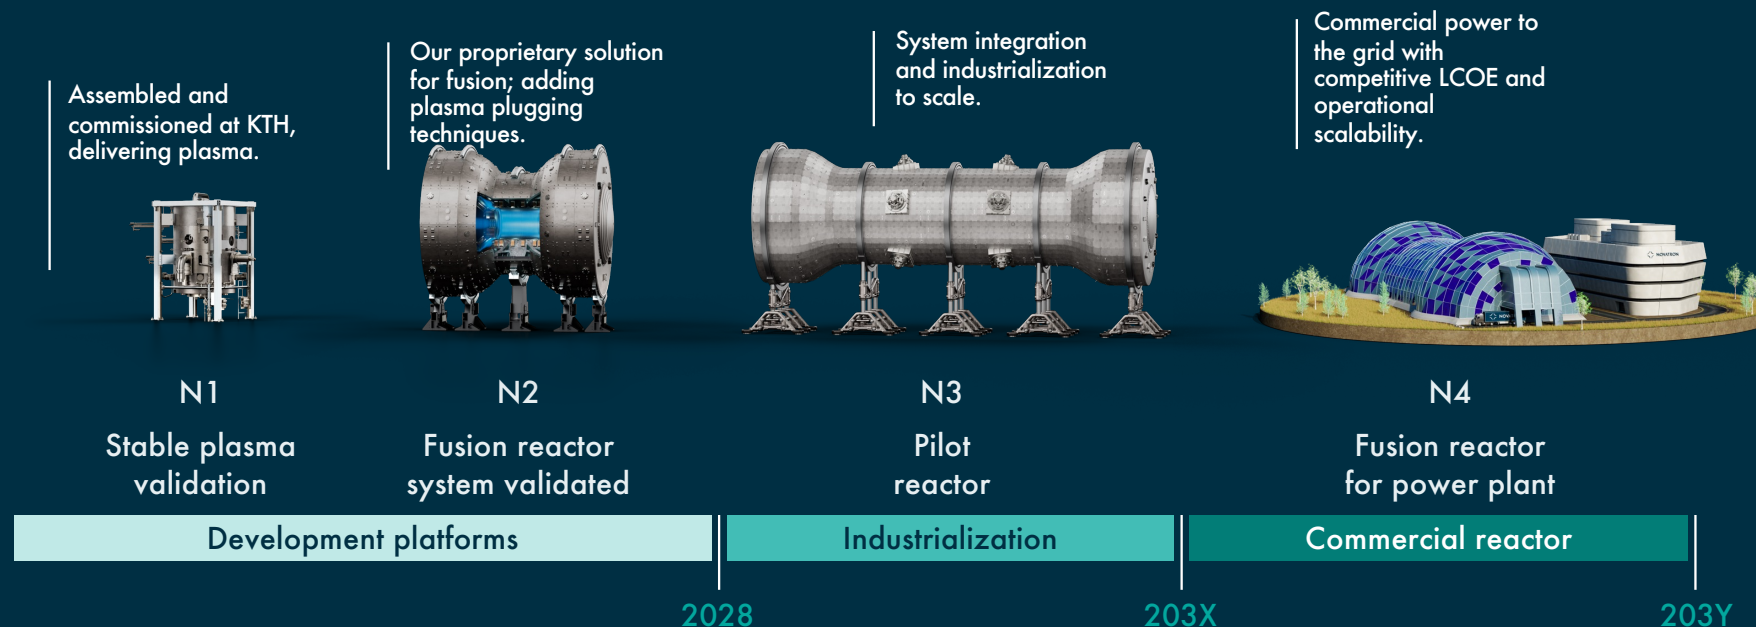 Assembled and
commissioned at KTH,
delivering plasma.
Our proprietary solution
for fusion; adding
plasma plugging
techniques.
System integration
and industrialization
to scale.
Commercial power to
the grid with
competitive LCOE and
operational
scalability.
NOVATRON
N1
Stable plasma
validation
N2
Fusion reactor
system validated
N3
Pilot
reactor
N4
Fusion reactor
for power plant
Development platforms
Industrialization
Commercial reactor
2028
203X
203Y